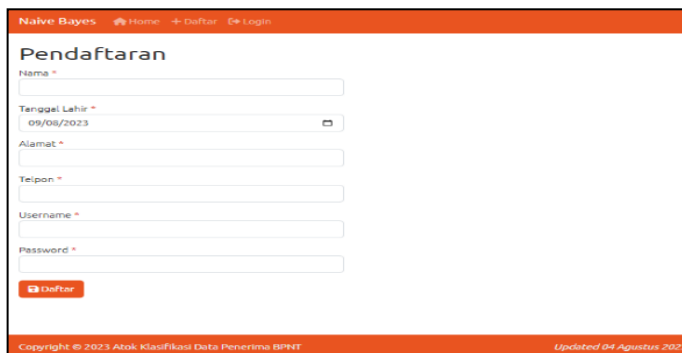 Naive Bayes Home + Daftar Login
Pendaftaran
Nama *
Tanggal Lahir *
09/08/2023
Alamat *
Telpon *
Username *
Password *
Daftar
Copyright © 2023 Atok Klasifikasi Data Penerima BPNT Updated 04 Agustus 202